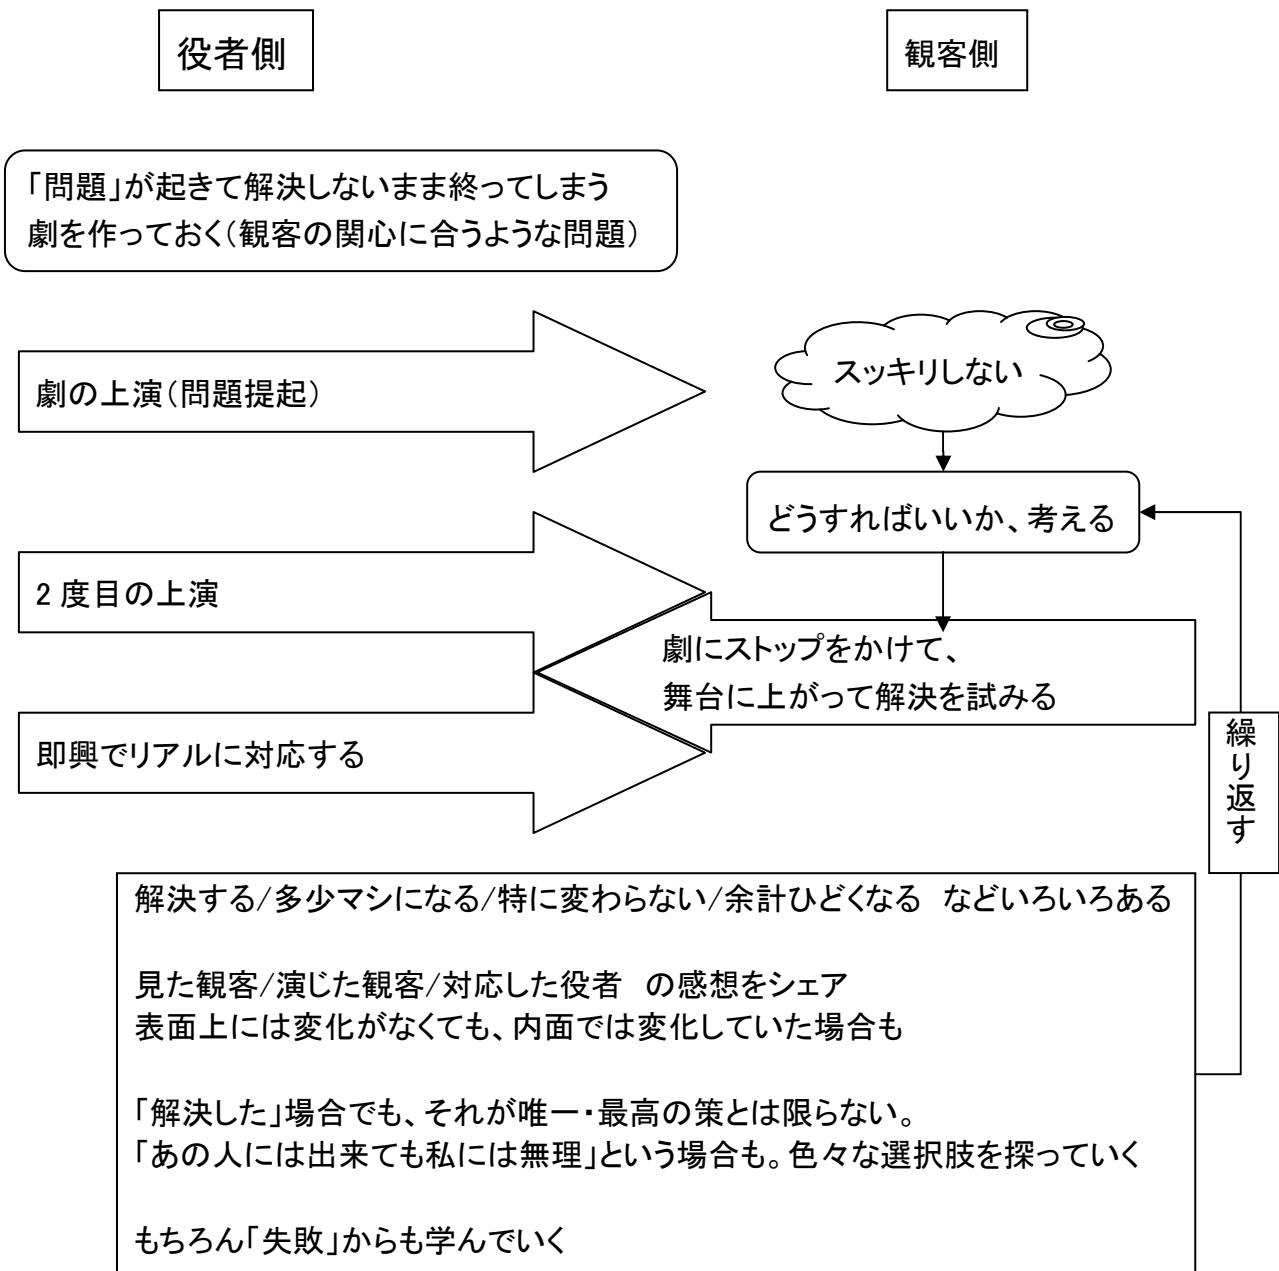 役者側
観客側
「問題」が起きて解決しないまま終ってしまう
劇を作っておく(観客の関心に合うような問題)
劇の上演(問題提起)
スッキリしない
どうすればいいか、考える
2度目の上演
劇にストップをかけて、
舞台に上がって解決を試みる
即興でリアルに対応する
繰り返す
解決する/多少マシになる/特に変わらない/余計ひどくなる　などいろいろある
見た観客/演じた観客/対応した役者　の感想をシェア
表面上には変化がなくても、内面では変化していた場合も
「解決した」場合でも、それが唯一・最高の策とは限らない。
「あの人には出来ても私には無理」という場合も。色々な選択肢を探っていく
もちろん「失敗」からも学んでいく